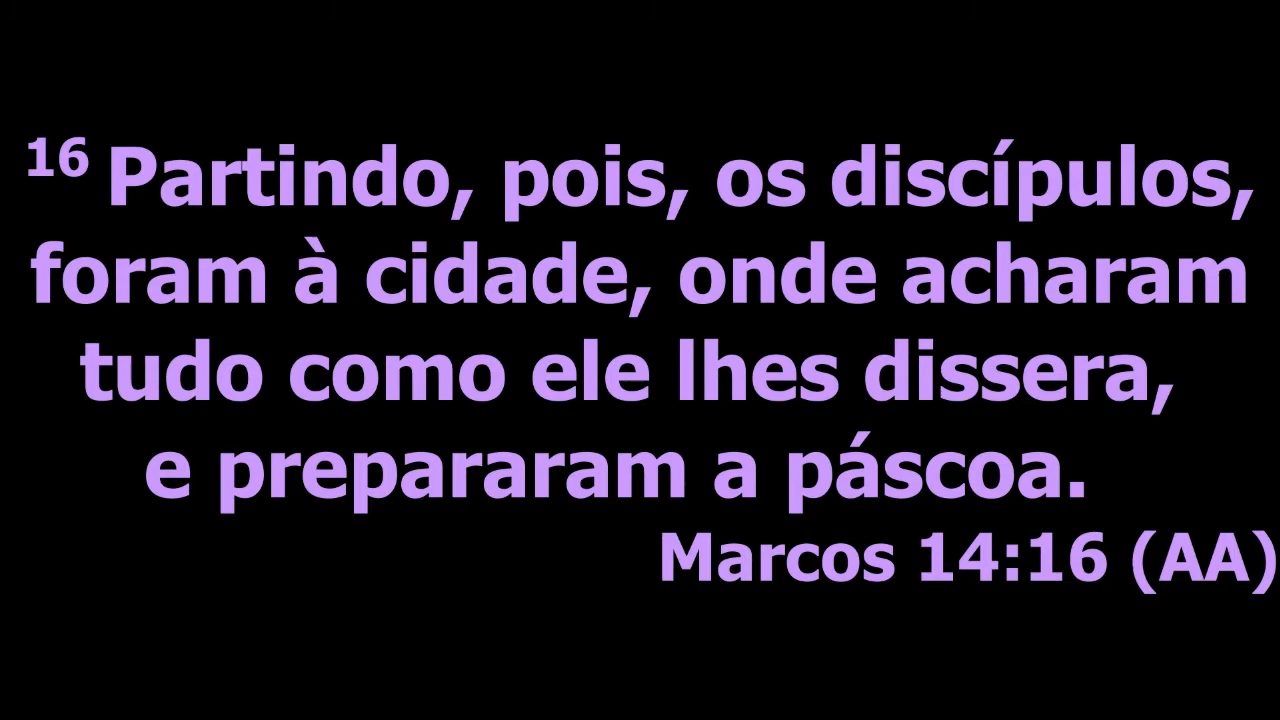 16 Partindo, pois, os discípulos,
foram à cidade, onde acharam
tudo como ele lhes dissera,
e prepararam a páscoa.
Marcos 14:16 (AA)